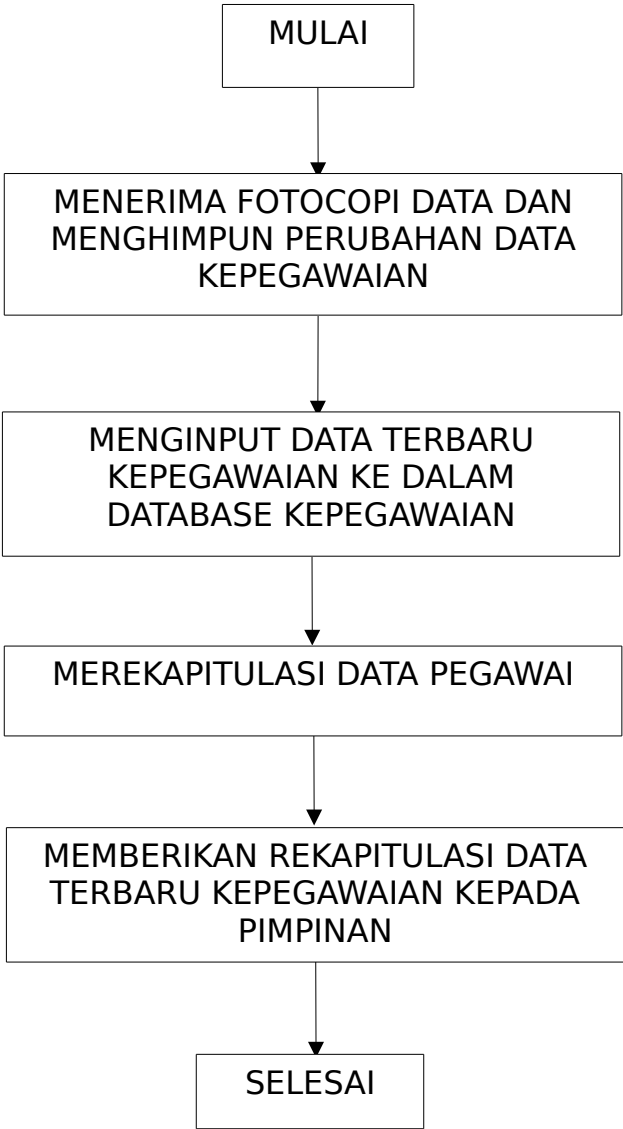 MULAI
MENERIMA FOTOCOPI DATA DAN
MENGHIMPUN PERUBAHAN DATA
KEPEGAWAIAN
MENGINPUT DATA TERBARU
KEPEGAWAIAN KE DALAM
DATABASE KEPEGAWAIAN
MEREKAPITULASI DATA PEGAWAI
MEMBERIKAN REKAPITULASI DATA
TERBARU KEPEGAWAIAN KEPADA
PIMPINAN
SELESAI